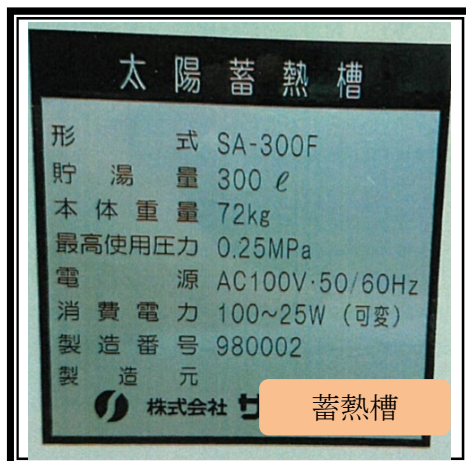 太陽蓄熱槽
形式 SA-300F
貯湯量 300 ℓ
本体重量 72kg
最高使用圧力 0.25MPa
電源 AC100V·50/60Hz
消費電力 100~25W (可変)
製造番号 980002
製造元
株式会社 サ
蓄熱槽